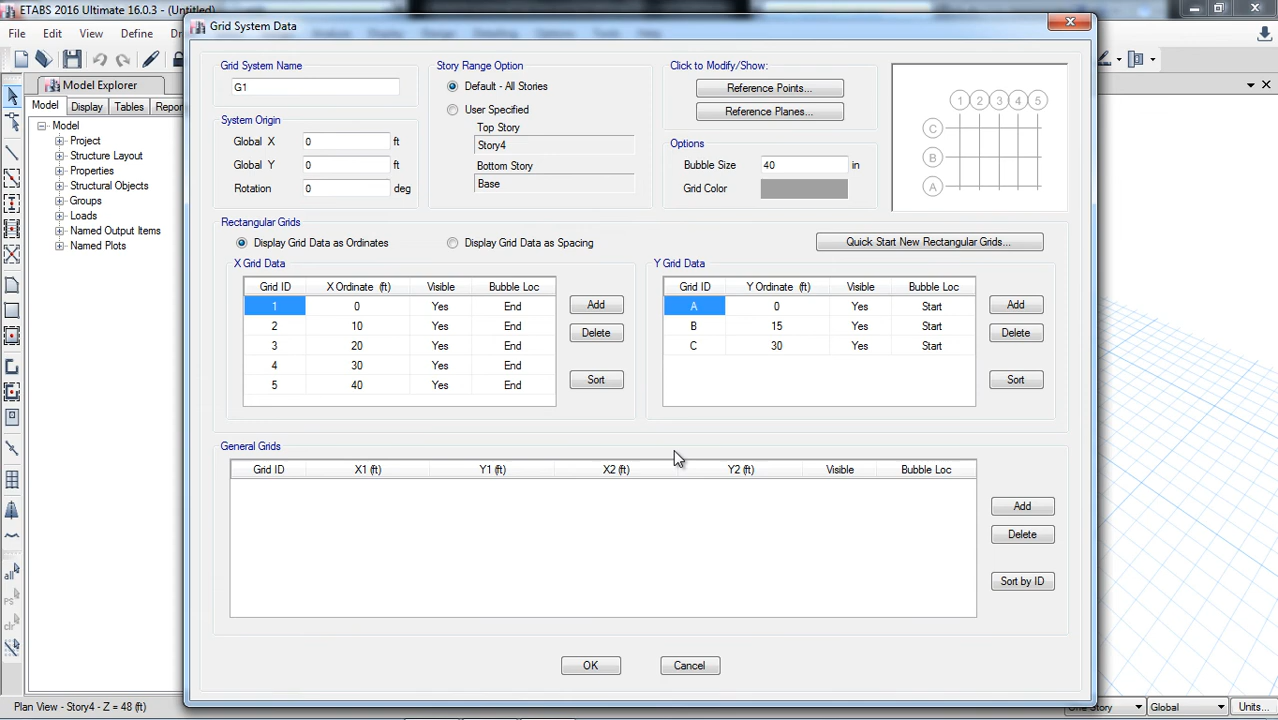 ETABS 2016 Ultimate 16.0.3 - (Untitled)
File Edit View Define
Grid System Data
Model Explorer
Model Display Tables Repor
Model
Project
Structure Layout
Properties
Structural Objects
Groups
Loads
Named Output Items
Named Plots
Grid System Name
G1
System Origin
Global X 0 ft
Global Y 0 ft
Rotation 0 deg
Story Range Option
Default - All Stories
User Specified
Top Story
Story4
Bottom Story
Base
Click to Modify/Show:
Reference Points...
Reference Planes...
Options
Bubble Size 40 in
Grid Color
1 2 3 4 5
C
B
A
Rectangular Grids
Display Grid Data as Ordinates
Display Grid Data as Spacing
Quick Start New Rectangular Grids...
X Grid Data
Grid ID X Ordinate (ft) Visible Bubble Loc
1 0 Yes End
2 10 Yes End
3 20 Yes End
4 30 Yes End
5 40 Yes End
Add
Delete
Sort
Y Grid Data
Grid ID Y Ordinate (ft) Visible Bubble Loc
A 0 Yes Start
B 15 Yes Start
C 30 Yes Start
Add
Delete
Sort
General Grids
Grid ID X1 (ft) Y1 (ft) X2 (ft) Y2 (ft) Visible Bubble Loc
Add
Delete
Sort by ID
OK Cancel
Plan View - Story4 - Z = 48 (ft)
One Story Global Units...
all
ps
clr
all